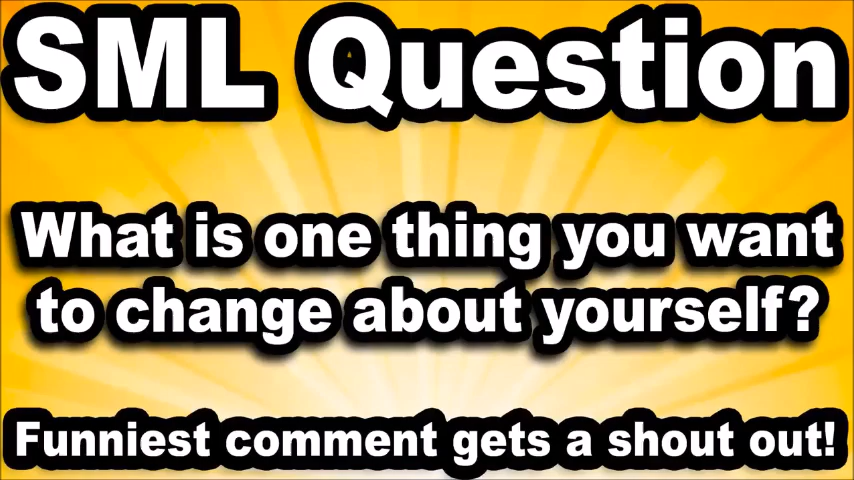 SML Question
What is one thing you want
to change about yourself?
Funniest comment gets a shout out!